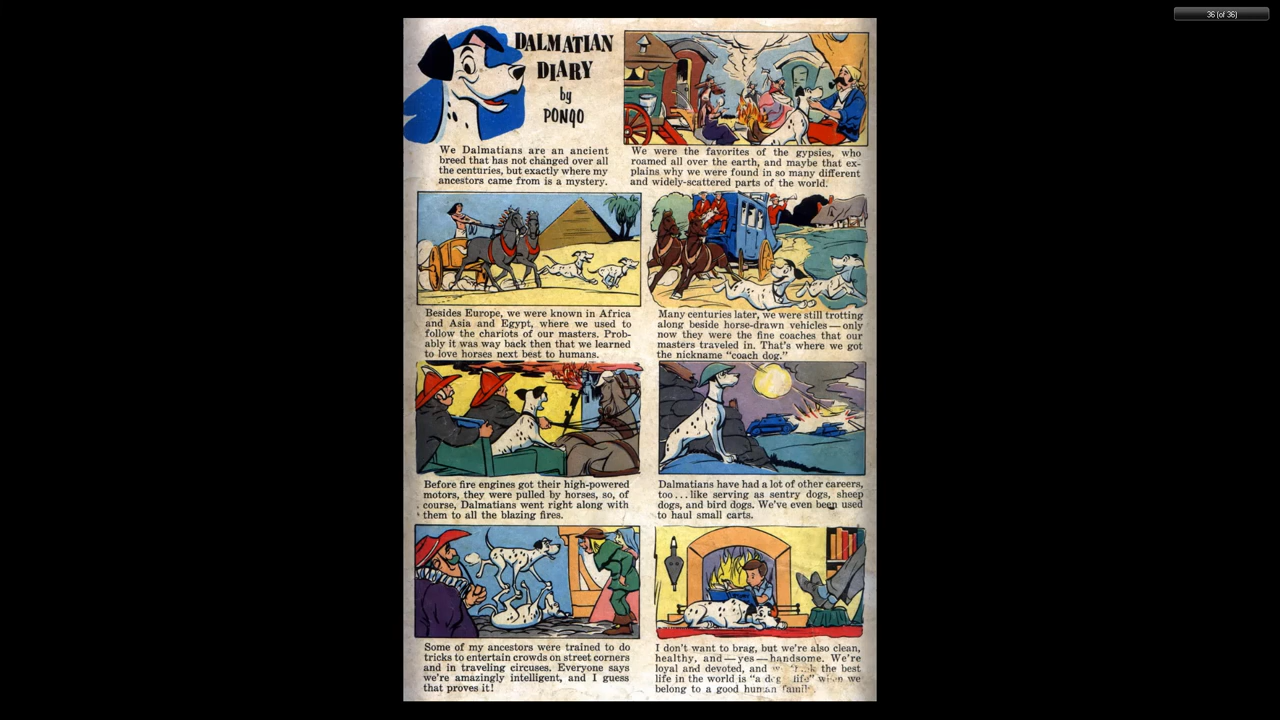 36 (of 36)
DALMATIAN
DIARY
by
PONGO
We Dalmatians are an ancient
breed that has not changed over all
the centuries, but exactly where my
ancestors came from is a mystery.
We were the favorites of the gypsies, who
roamed all over the earth, and maybe that ex-
plains why we were found in so many different
and widely-scattered parts of the world.
Besides Europe, we were known in Africa
and Asia and Egypt, where we used to
follow the chariots of our masters. Prob-
ably it was way back then that we learned
to love horses next best to humans.
Many centuries later, we were still trotting
along beside horse-drawn vehicles — only
now they were the fine coaches that our
masters traveled in. That's where we got
the nickname "coach dog."
Before fire engines got their high-powered
motors, they were pulled by horses, so, of
course, Dalmatians went right along with
them to all the blazing fires.
Dalmatians have had a lot of other careers,
too . . . like serving as sentry dogs, sheep
dogs, and bird dogs. We've even been used
to haul small carts.
Some of my ancestors were trained to do
tricks to entertain crowds on street corners
and in traveling circuses. Everyone says
we're amazingly intelligent, and I guess
that proves it!
I don't want to brag, but we're also clean,
healthy, and — yes — handsome. We're
loyal and devoted, and the best
life in the world is "a life" when we
belong to a good human